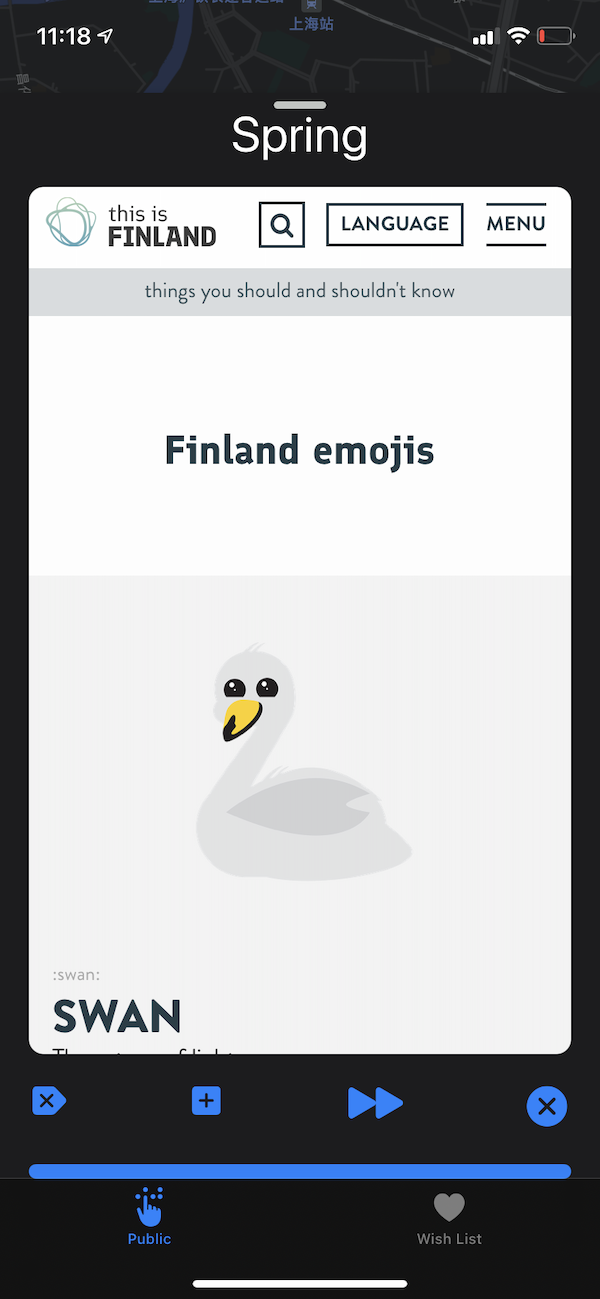 上海站
11:18
Spring
this is
FINLAND
LANGUAGE
MENU
things you should and shouldn't know
Finland emojis
:swan:
SWAN
Public
Wish List